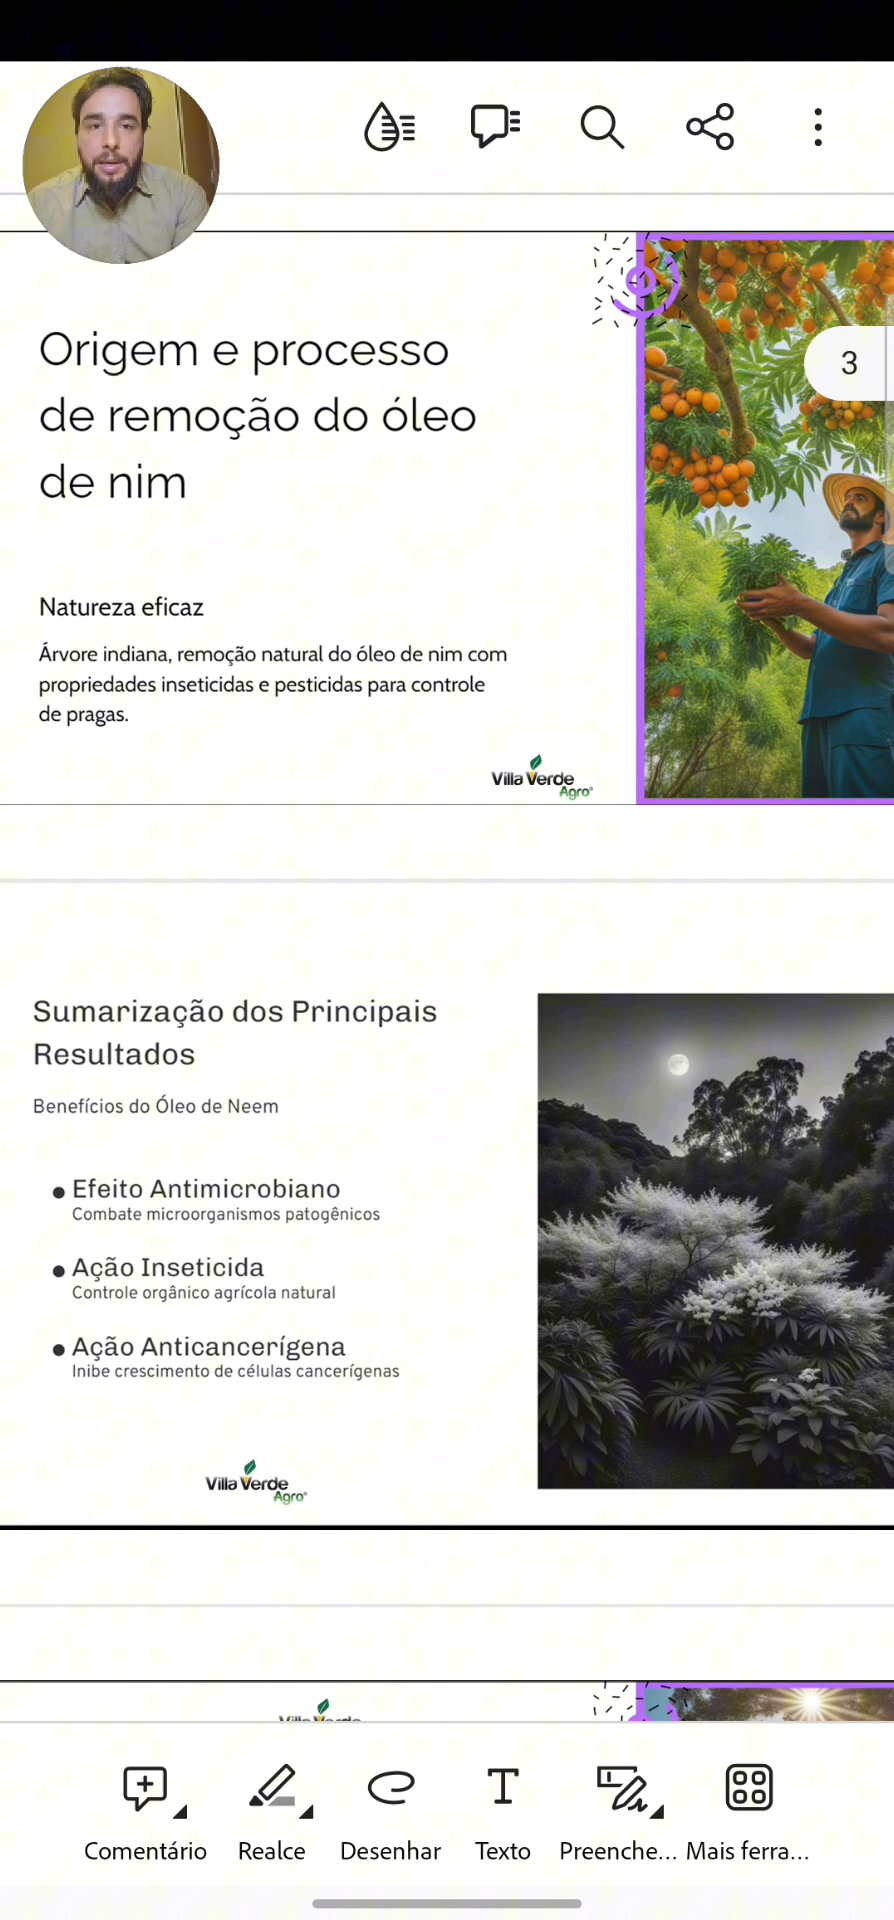 3
Origem e processo
de remoção do óleo
de nim
Natureza eficaz
Árvore indiana, remoção natural do óleo de nim com
propriedades inseticidas e pesticidas para controle
de pragas.
Villa Verde
Agro®
Sumarização dos Principais
Resultados
Benefícios do Óleo de Neem
● Efeito Antimicrobiano
Combate microorganismos patogênicos
● Ação Inseticida
Controle orgânico agrícola natural
● Ação Anticancerígena
Inibe crescimento de células cancerígenas
Villa Verde
Agro®
Villa Verde
Comentário Realce Desenhar Texto Preenche... Mais ferra...